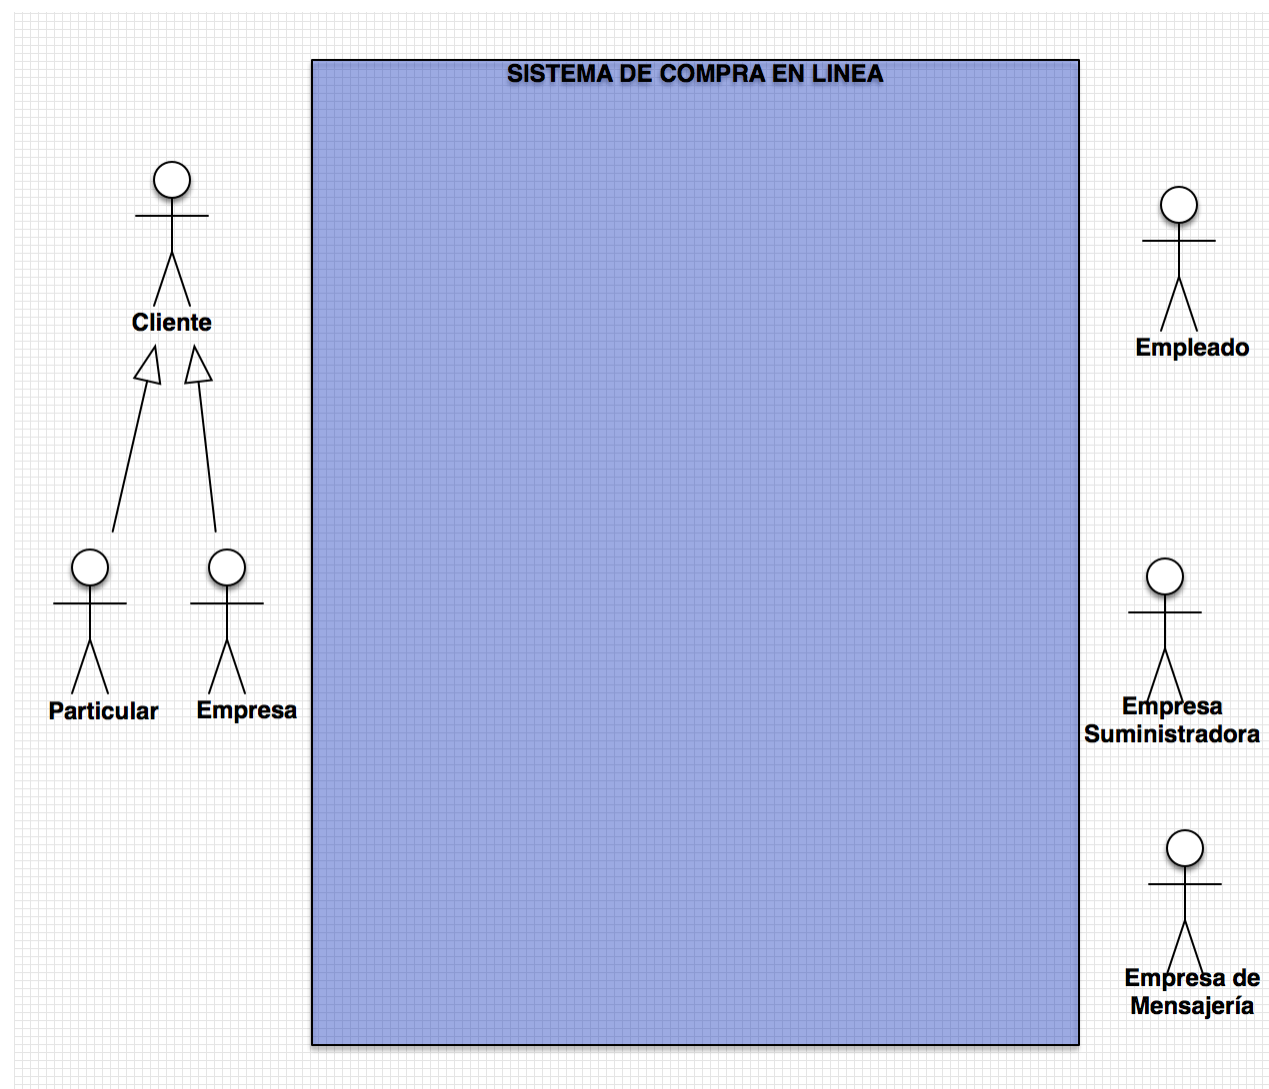 SISTEMA DE COMPRA EN LINEA
Cliente
Empleado
Particular
Empresa
Empresa
Suministradora
Empresa de
Mensajería